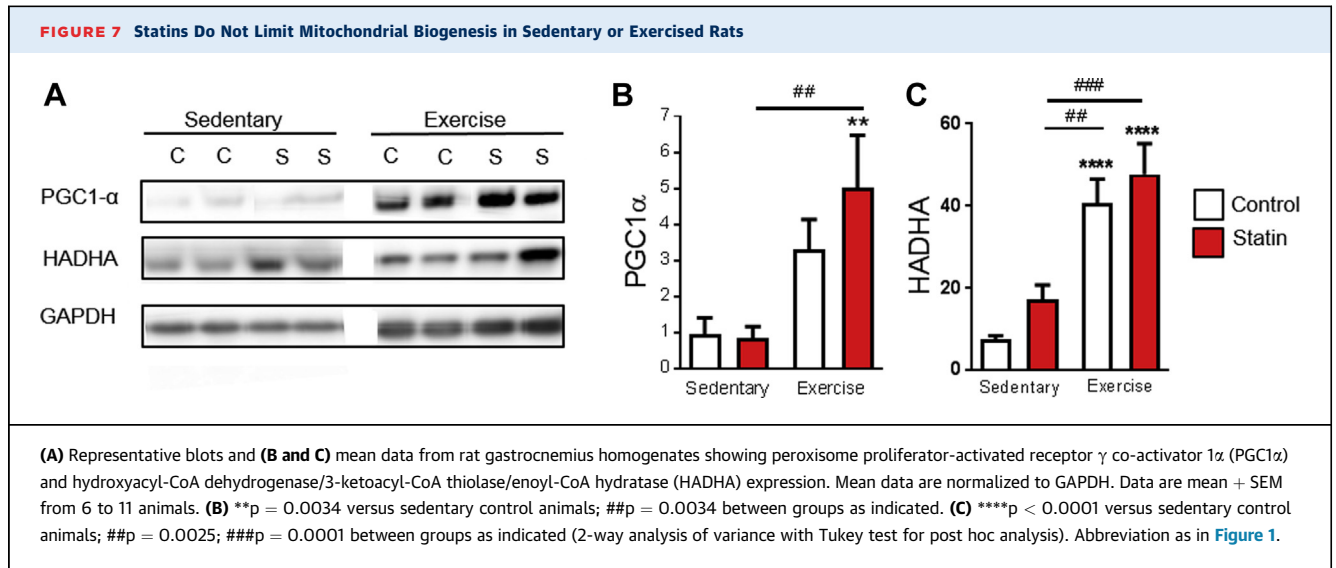 FIGURE 7 Statins Do Not Limit Mitochondrial Biogenesis in Sedentary or Exercised Rats
A
Sedentary Exercise
C C S S C C S S
PGC1-α
HADHA
GAPDH
B
##
**
7
6
5
4
3
2
1
0
PGC1α
Sedentary Exercise
C
###
##
****
****
60
40
20
0
HADHA
Sedentary Exercise
Control
Statin
(A) Representative blots and (B and C) mean data from rat gastrocnemius homogenates showing peroxisome proliferator-activated receptor γ co-activator 1α (PGC1α)
and hydroxyacyl-CoA dehydrogenase/3-ketoacyl-CoA thiolase/enoyl-CoA hydratase (HADHA) expression. Mean data are normalized to GAPDH. Data are mean + SEM
from 6 to 11 animals. (B) **p = 0.0034 versus sedentary control animals; ##p = 0.0034 between groups as indicated. (C) ****p < 0.0001 versus sedentary control
animals; ##p = 0.0025; ###p = 0.0001 between groups as indicated (2-way analysis of variance with Tukey test for post hoc analysis). Abbreviation as in Figure 1.